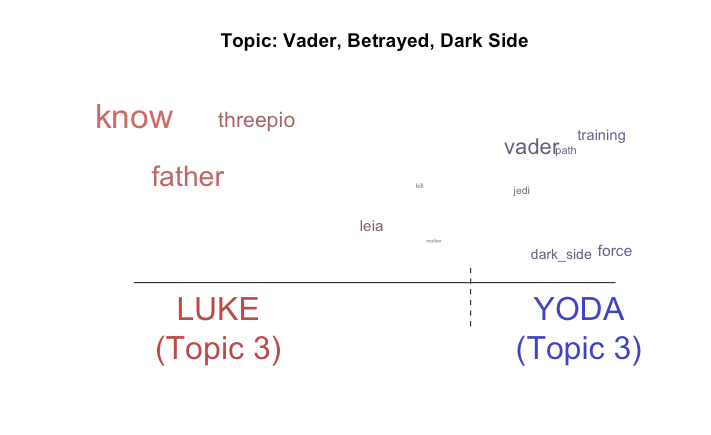 Topic: Vader, Betrayed, Dark Side
know
threepio
training
vader
path
father
kill
jedi
leia
mother
dark_side
force
LUKE
(Topic 3)
YODA
(Topic 3)